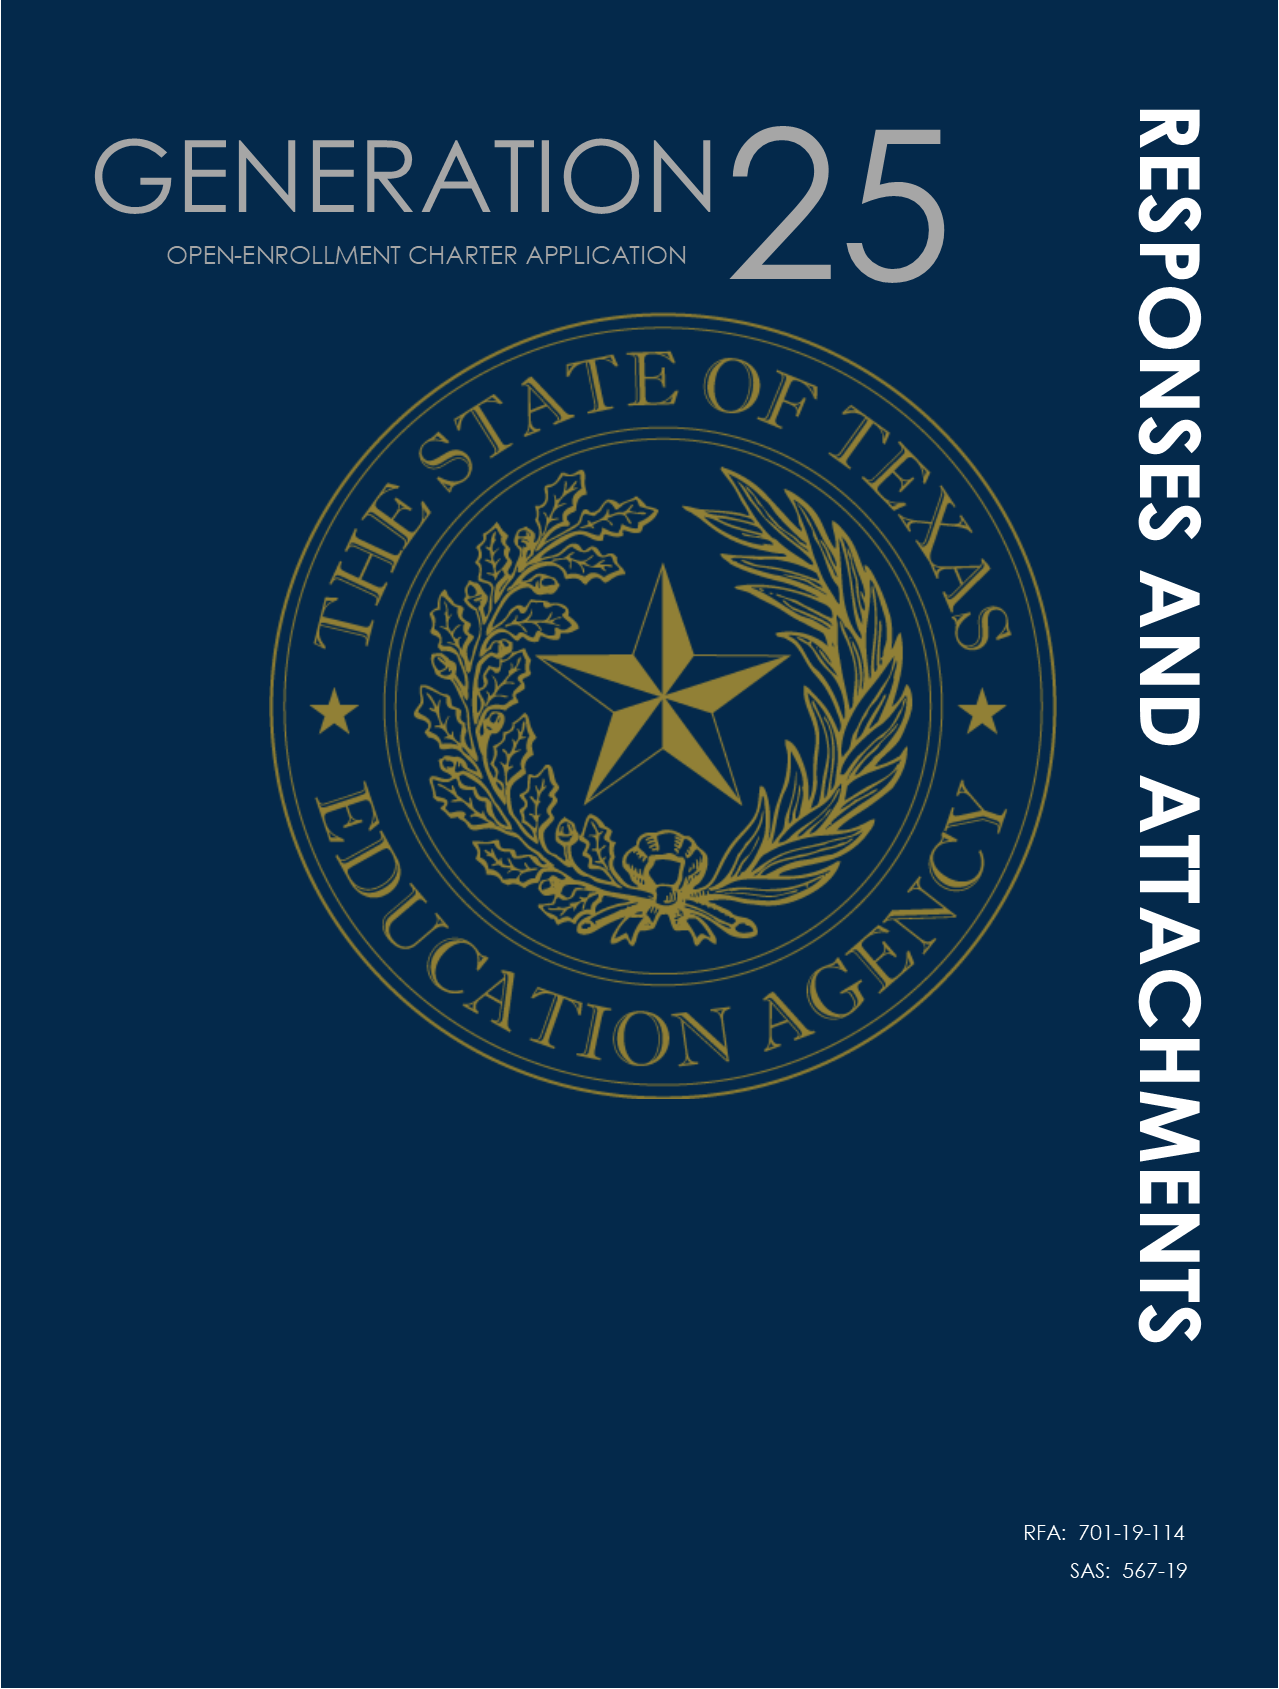 GENERATION 25
OPEN-ENROLLMENT CHARTER APPLICATION
RESPONSES AND ATTACHMENTS
THE STATE OF TEXAS
EDUCATION AGENCY
RFA: 701-19-114
SAS: 567-19